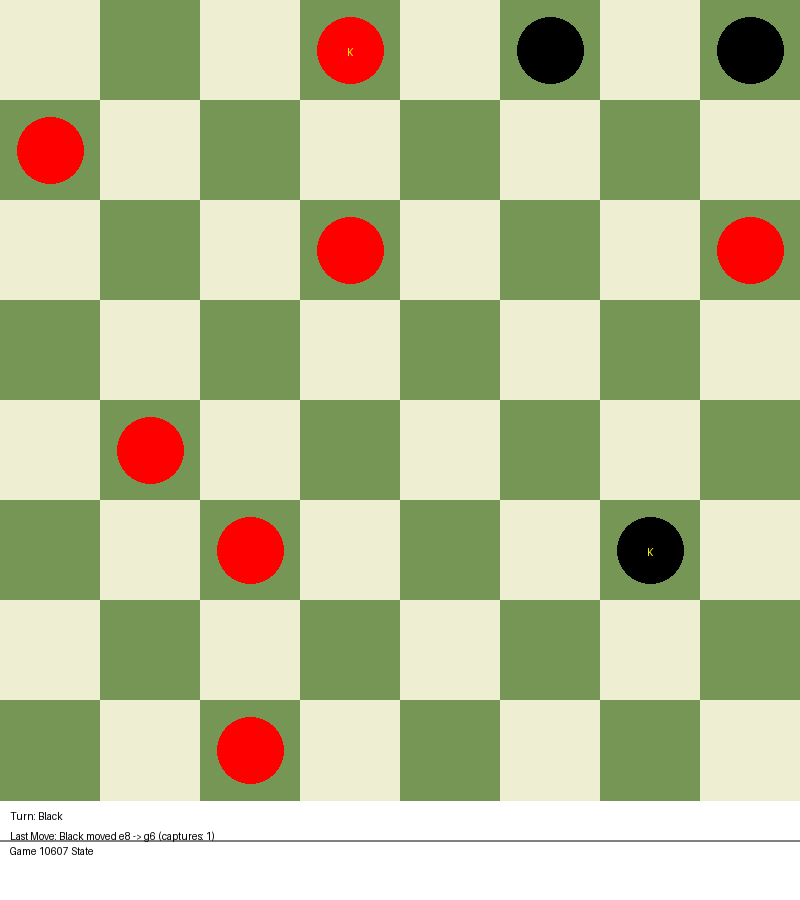 K
K
Turn: Black
Last Move: Black moved e8 -> g6 (captures: 1)
Game 10607 State